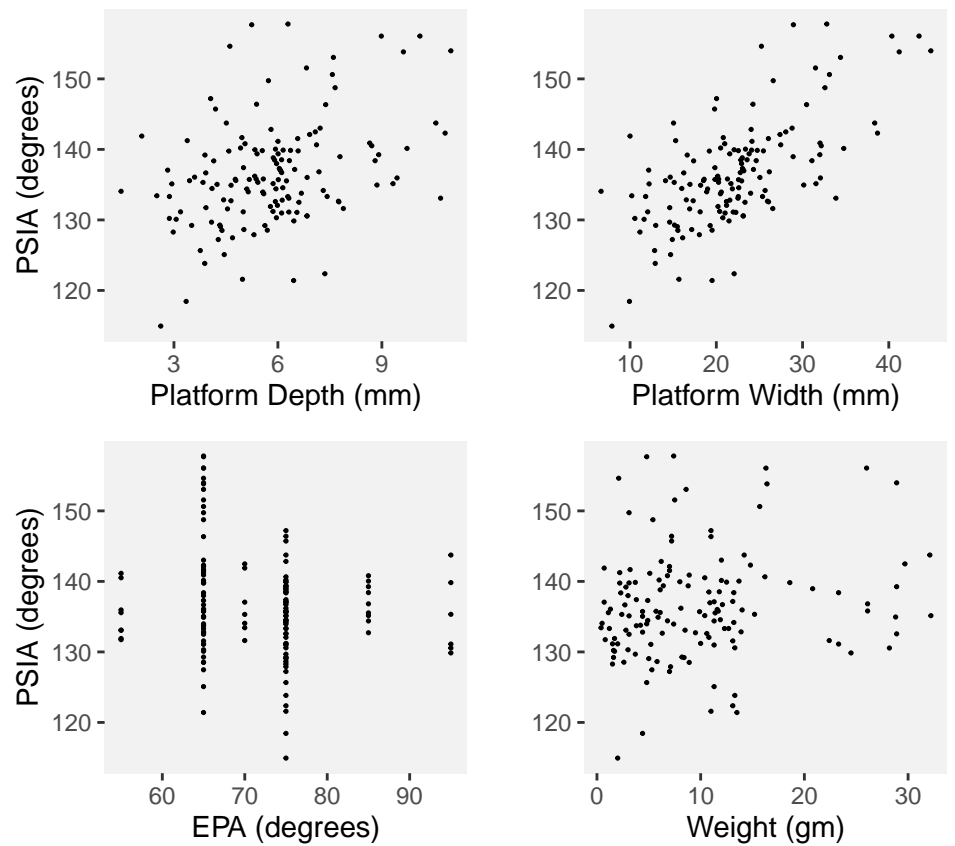 150
140
130
120
PSIA (degrees)
3 6 9
Platform Depth (mm)
150
140
130
120
10 20 30 40
Platform Width (mm)
150
140
130
120
PSIA (degrees)
60 70 80 90
EPA (degrees)
150
140
130
120
0 10 20 30
Weight (gm)